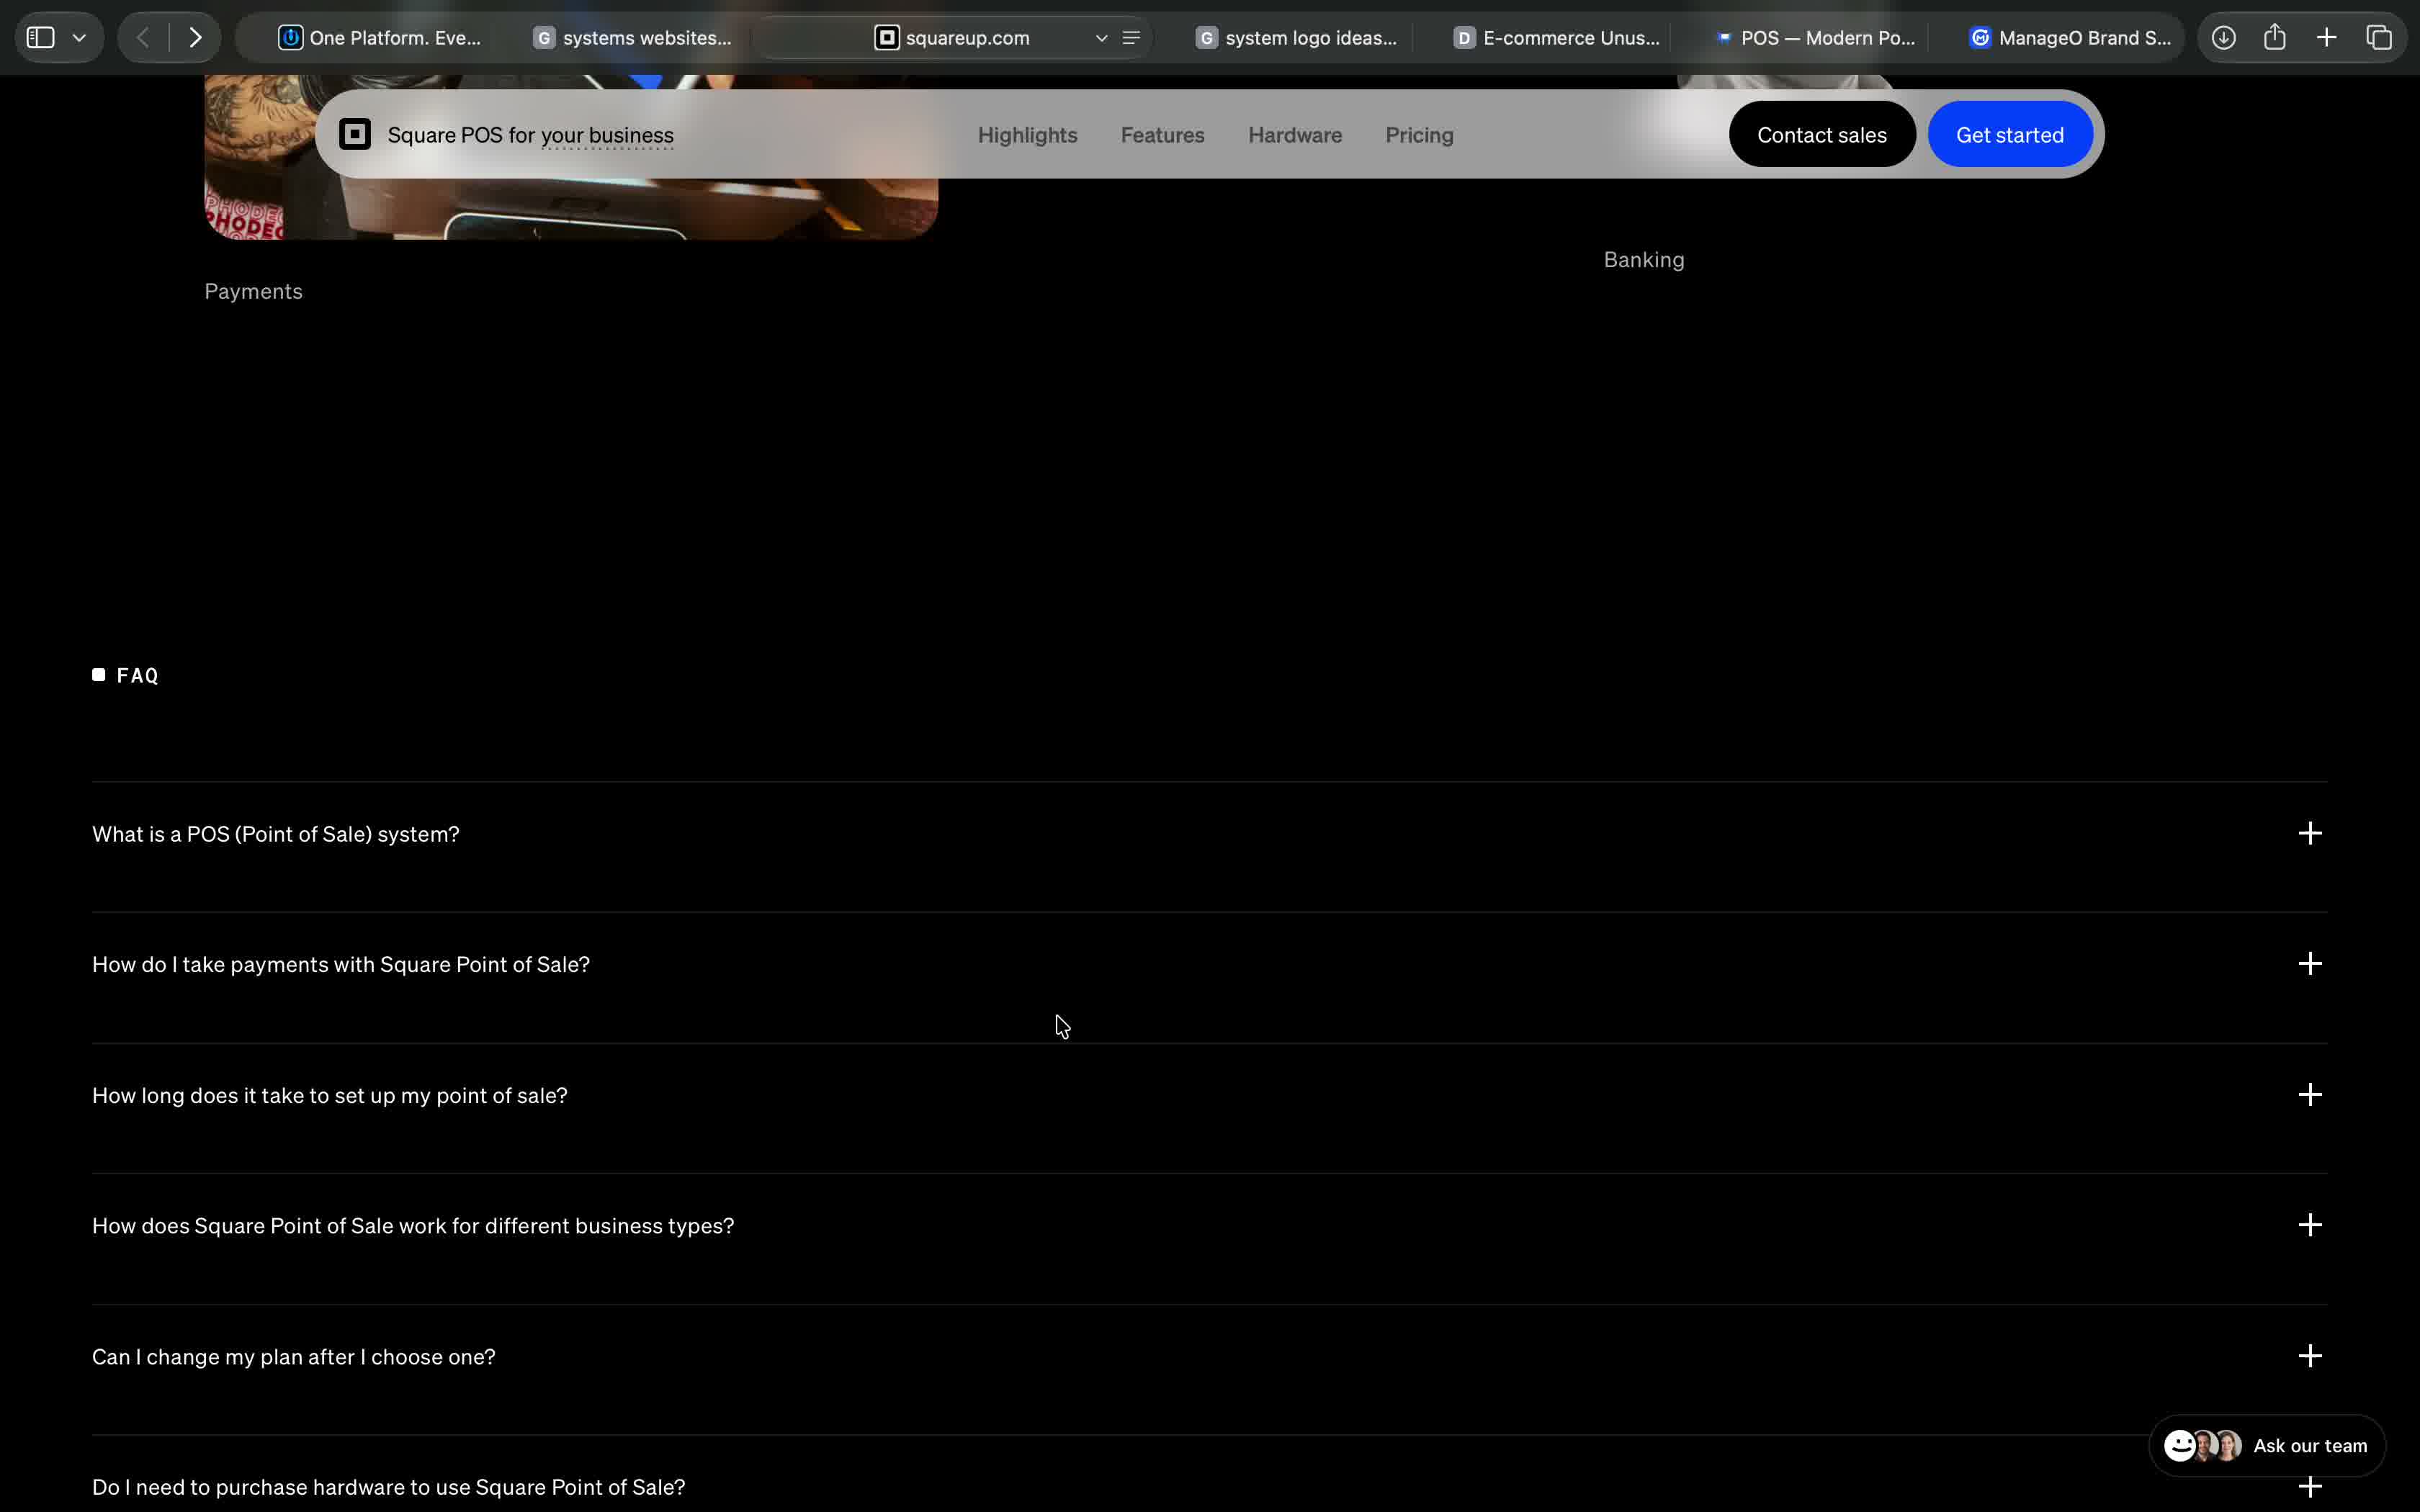 One Platform. Eve...
G systems websites...
squareup.com
G system logo ideas...
D E-commerce Unus...
POS — Modern Po...
ManageO Brand S...
Square POS for your business
Highlights
Features
Hardware
Pricing
Contact sales
Get started
PHODEC
Payments
Banking
FAQ
What is a POS (Point of Sale) system?
How do I take payments with Square Point of Sale?
How long does it take to set up my point of sale?
How does Square Point of Sale work for different business types?
Can I change my plan after I choose one?
Ask our team
Do I need to purchase hardware to use Square Point of Sale?